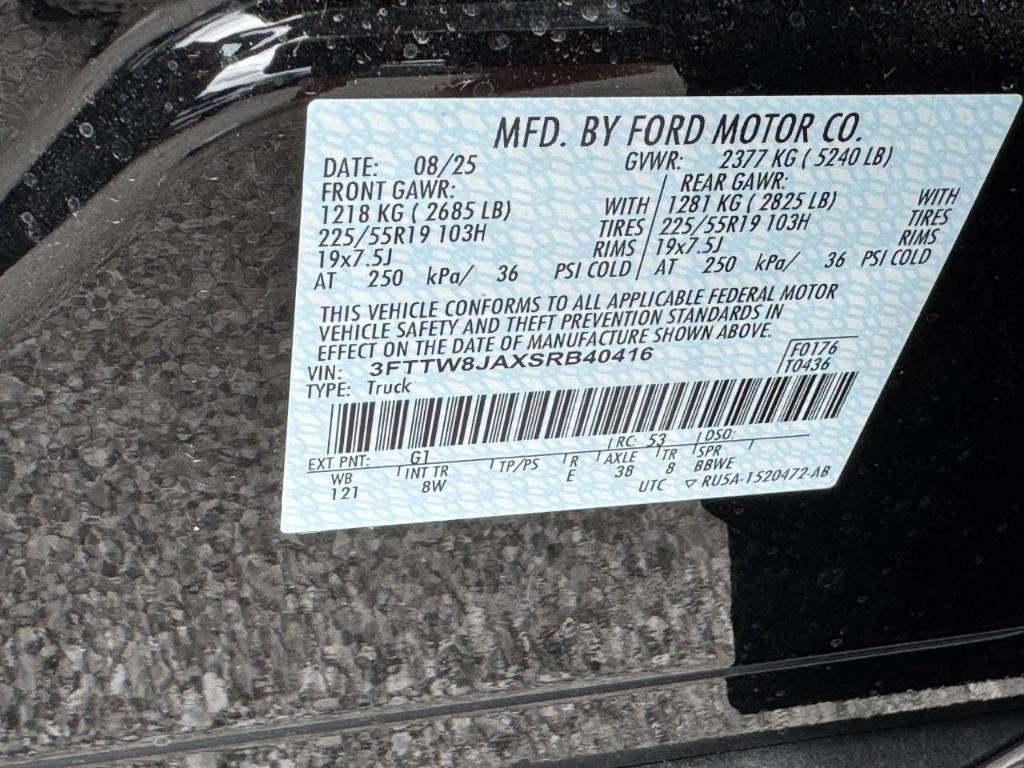 MFD. BY FORD MOTOR CO.
DATE: 08/25 GVWR: 2377 KG ( 5240 LB)
FRONT GAWR: REAR GAWR:
1218 KG ( 2685 LB) WITH 1281 KG ( 2825 LB) WITH
225/55R19 103H TIRES 225/55R19 103H TIRES
19x7.5J RIMS 19x7.5J RIMS
AT 250 kPa/ 36 PSI COLD AT 250 kPa/ 36 PSI COLD
THIS VEHICLE CONFORMS TO ALL APPLICABLE FEDERAL MOTOR
VEHICLE SAFETY AND THEFT PREVENTION STANDARDS IN
EFFECT ON THE DATE OF MANUFACTURE SHOWN ABOVE.
VIN: 3FTTW8JAXSRB40416 F0176
TYPE: Truck T0436
EXT PNT: G1 RC: 53 DSO:
WB INT TR TP/PS R AXLE TR SPR
121 8W E 38 8 BBWE
UTC ▽ RU5A-1520472-AB